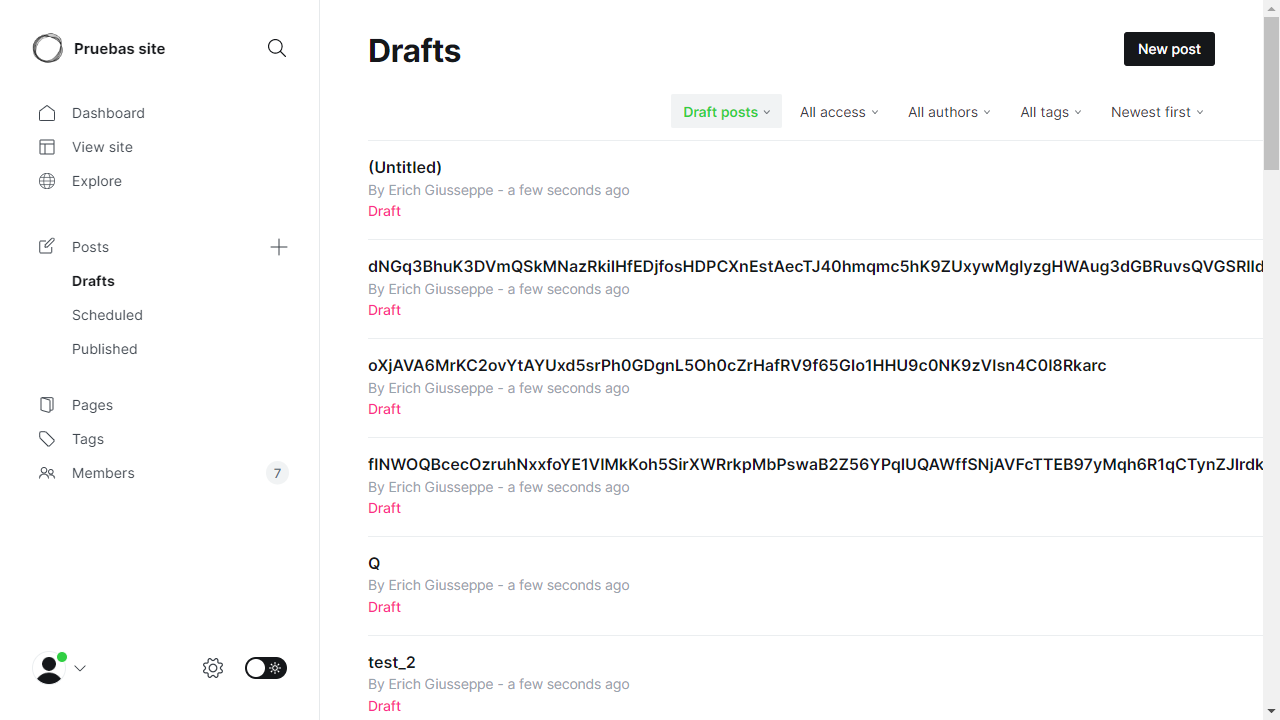 Pruebas site
Dashboard
View site
Explore
Posts
Drafts
Scheduled
Published
Pages
Tags
Members 7
Drafts
New post
Draft posts All access All authors All tags Newest first
(Untitled)
By Erich Giusseppe - a few seconds ago
Draft
By Erich Giusseppe - a few seconds ago
Draft
By Erich Giusseppe - a few seconds ago
Draft
By Erich Giusseppe - a few seconds ago
Draft
Q
By Erich Giusseppe - a few seconds ago
Draft
test_2
By Erich Giusseppe - a few seconds ago
Draft